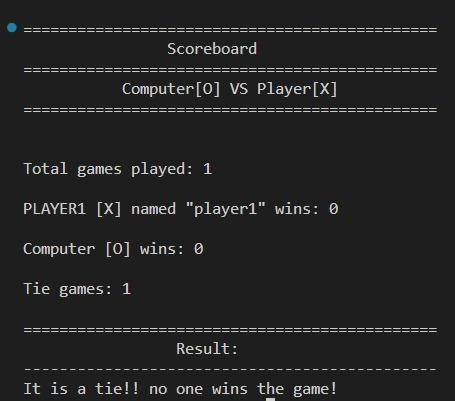 ==============================================
Scoreboard
==============================================
Computer[O] VS Player[X]
==============================================
Total games played: 1
PLAYER1 [X] named "player1" wins: 0
Computer [O] wins: 0
Tie games: 1
==============================================
Result:
----------------------------------------------
It is a tie!! no one wins the game!